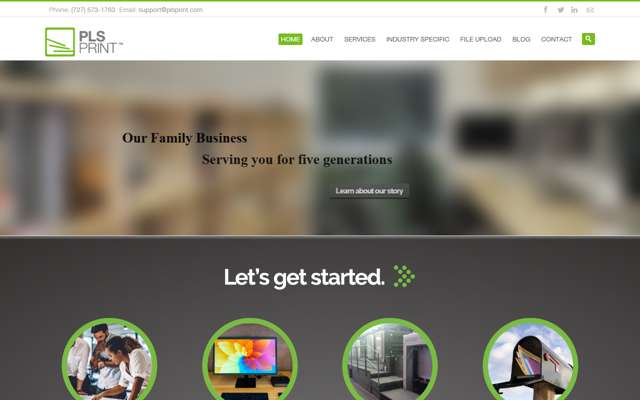 Phone: (727) 573-1763 Email: support@plsprint.com
PLS
PRINT™
HOME ABOUT SERVICES INDUSTRY SPECIFIC FILE UPLOAD BLOG CONTACT
Our Family Business
Serving you for five generations
Learn about our story
Let's get started.